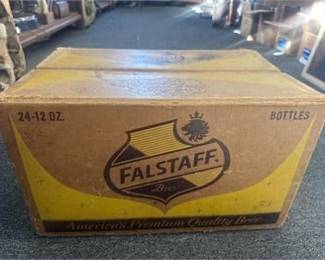 24-12 OZ.
BOTTLES
FALSTAFF
Beer
America's Premium Quality Beer